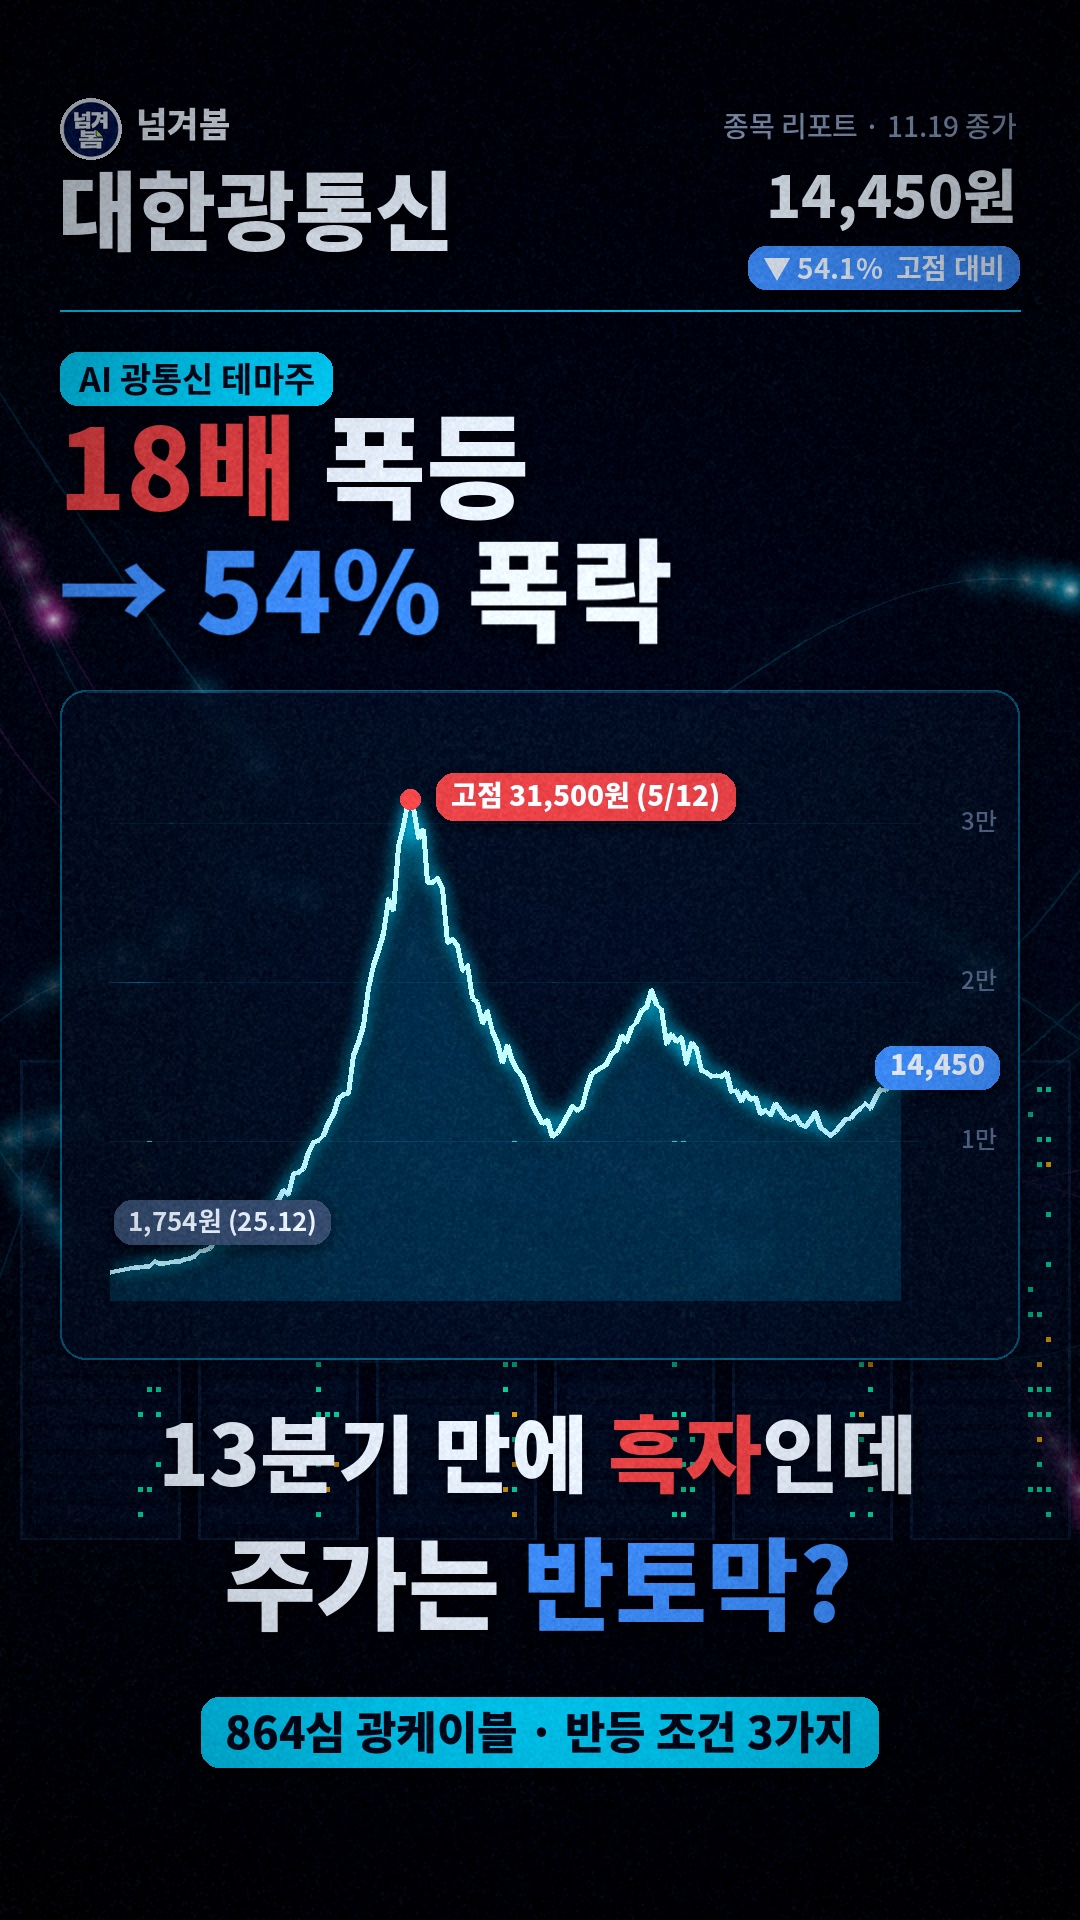 넘겨
봄
넘겨봄
종목 리포트 · 11.19 종가
대한광통신
14,450원
▼ 54.1% 고점 대비
AI 광통신 테마주
18배 폭등
→ 54% 폭락
고점 31,500원 (5/12)
3만
2만
14,450
1만
1,754원 (25.12)
13분기 만에 흑자인데
주가는 반토막?
864심 광케이블 · 반등 조건 3가지